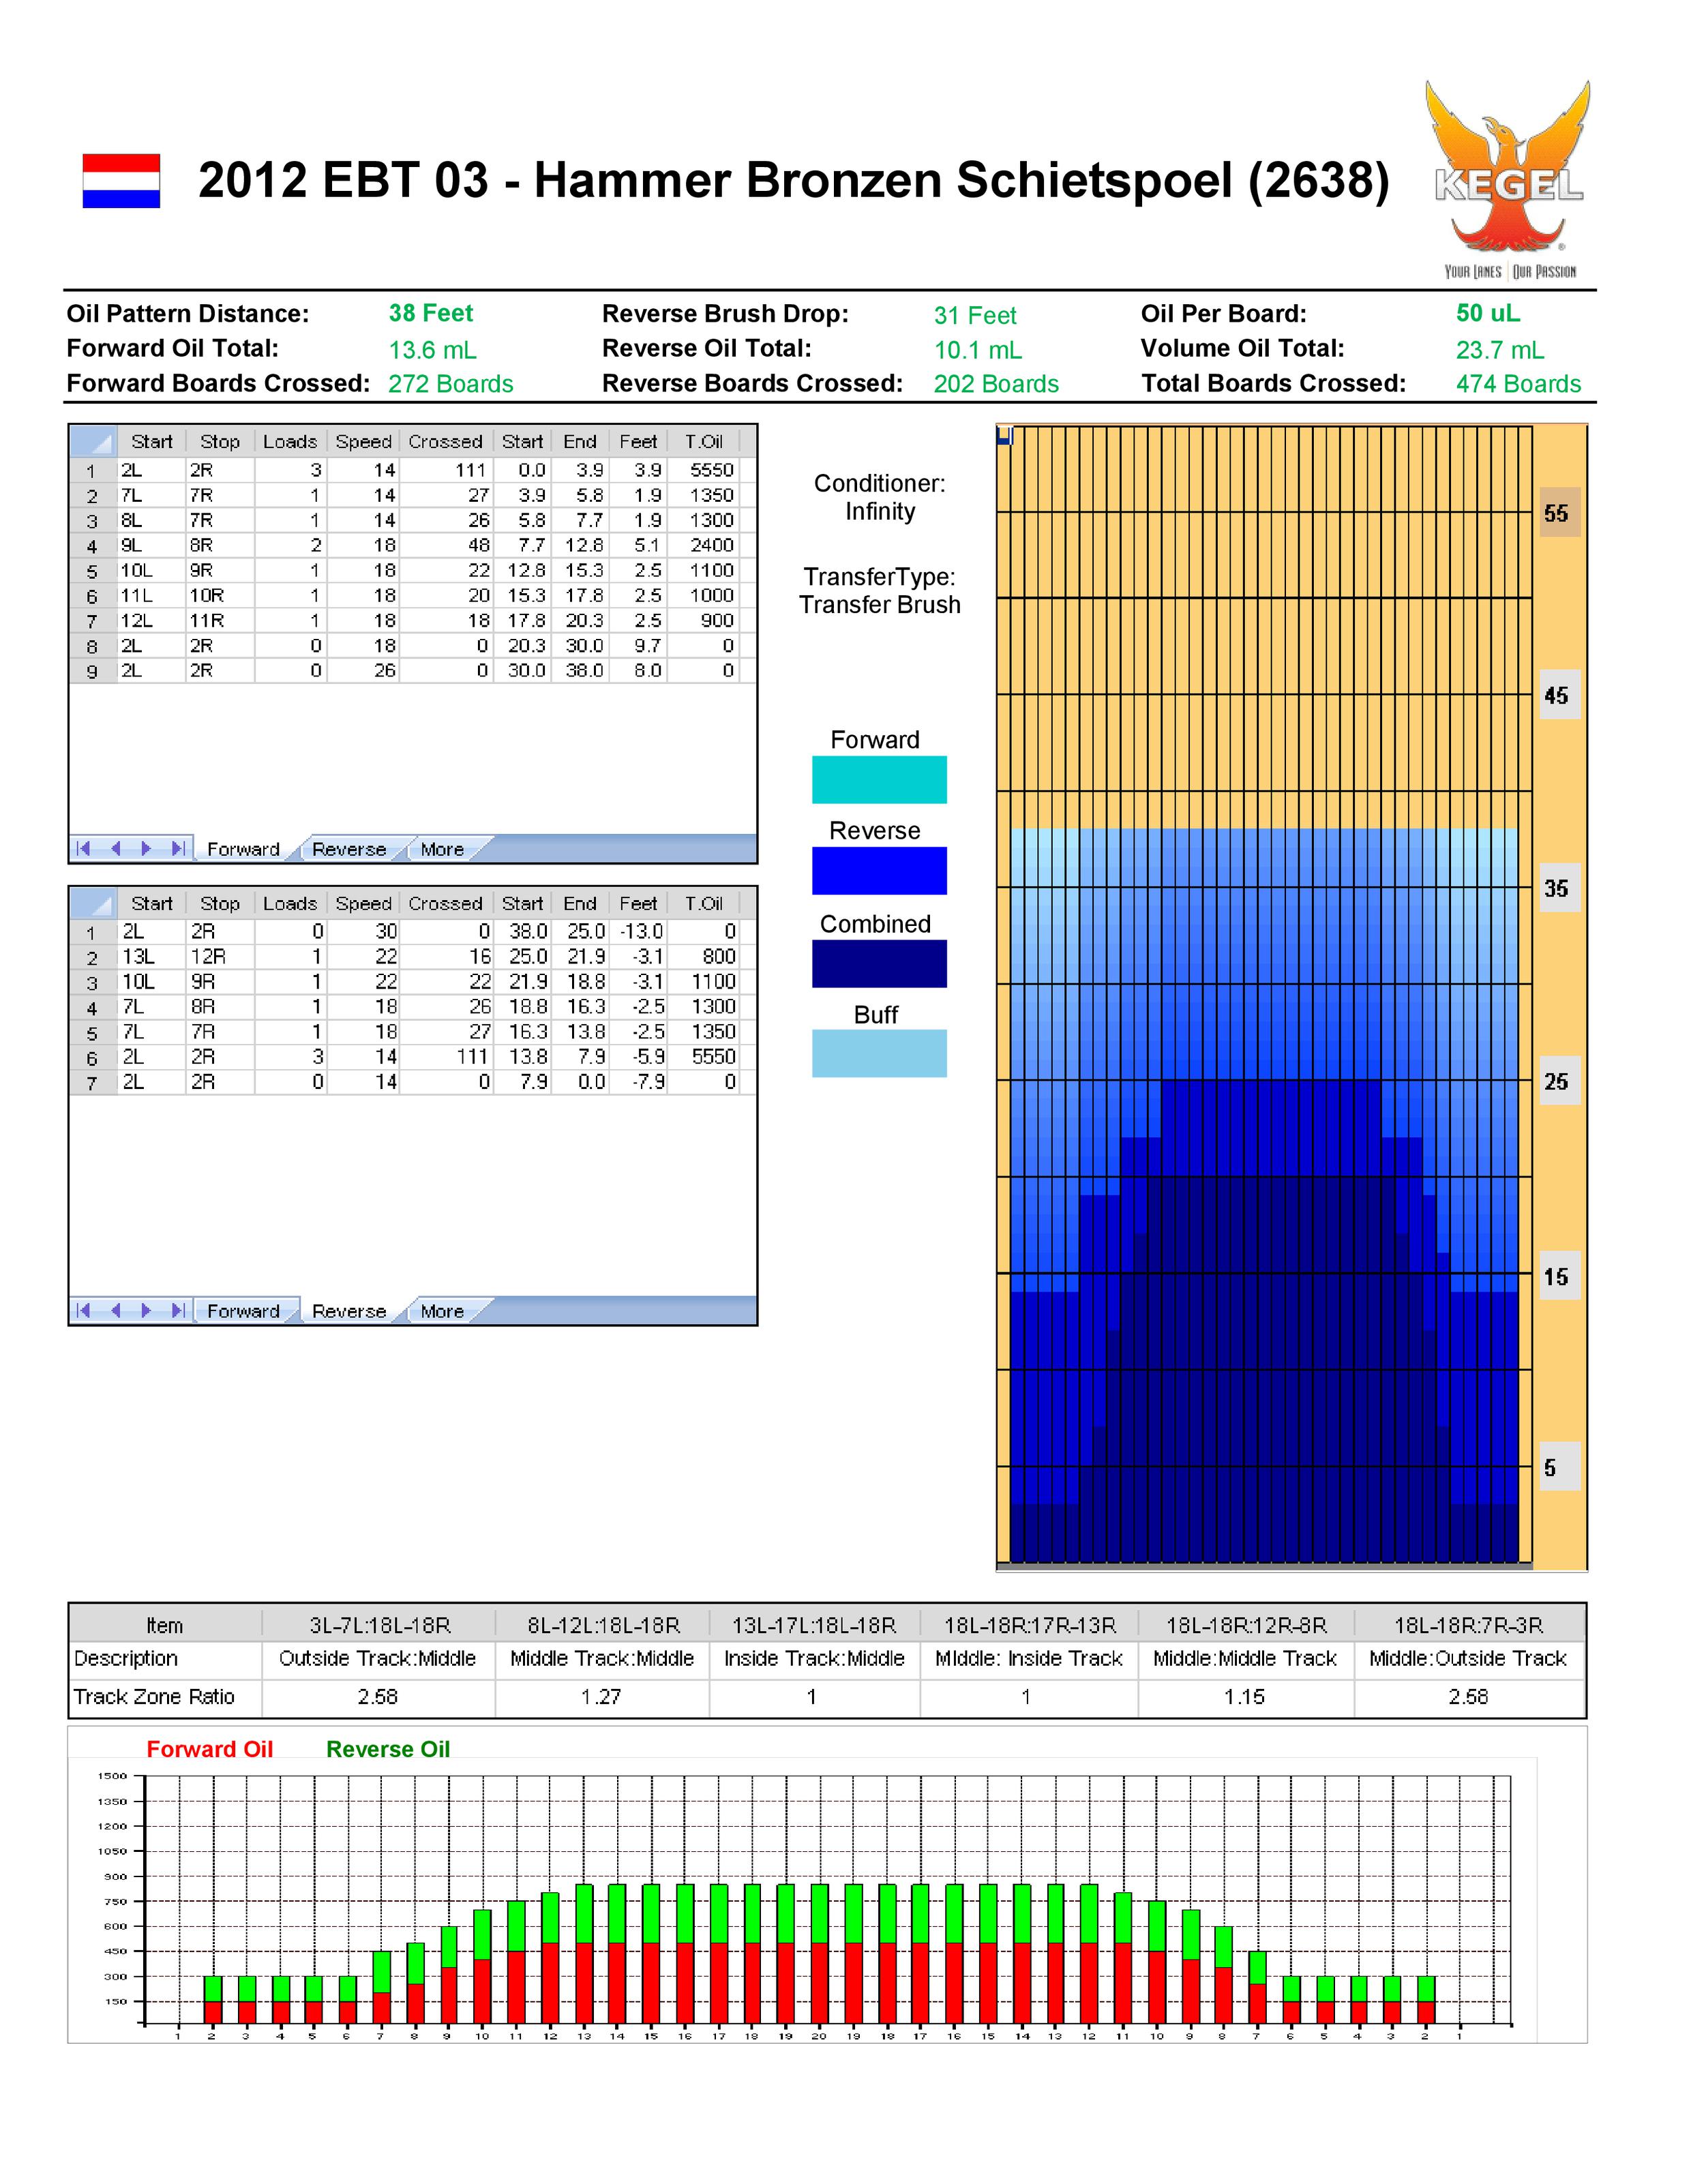 2012 EBT 03 - Hammer Bronzen Schietspoel (2638)
KEGEL
YOUR LANES | OUR PASSION
Oil Pattern Distance: 38 Feet Reverse Brush Drop: 31 Feet Oil Per Board: 50 uL
Forward Oil Total: 13.6 mL Reverse Oil Total: 10.1 mL Volume Oil Total: 23.7 mL
Forward Boards Crossed: 272 Boards Reverse Boards Crossed: 202 Boards Total Boards Crossed: 474 Boards
Start Stop Loads Speed Crossed Start End Feet T.Oil
1 2L 2R 3 14 111 0.0 3.9 3.9 5550
2 7L 7R 1 14 27 3.9 5.8 1.9 1350
3 8L 7R 1 14 26 5.8 7.7 1.9 1300
4 9L 8R 2 18 48 7.7 12.8 5.1 2400
5 10L 9R 1 18 22 12.8 15.3 2.5 1100
6 11L 10R 1 18 20 15.3 17.8 2.5 1000
7 12L 11R 1 18 18 17.8 20.3 2.5 900
8 2L 2R 0 18 0 20.3 30.0 9.7 0
9 2L 2R 0 26 0 30.0 38.0 8.0 0
Forward Reverse More
Start Stop Loads Speed Crossed Start End Feet T.Oil
1 2L 2R 0 30 0 38.0 25.0 -13.0 0
2 13L 12R 1 22 16 25.0 21.9 -3.1 800
3 10L 9R 1 22 22 21.9 18.8 -3.1 1100
4 7L 8R 1 18 26 18.8 16.3 -2.5 1300
5 7L 7R 1 18 27 16.3 13.8 -2.5 1350
6 2L 2R 3 14 111 13.8 7.9 -5.9 5550
7 2L 2R 0 14 0 7.9 0.0 -7.9 0
Forward Reverse More
Conditioner:
Infinity
TransferType:
Transfer Brush
Forward
Reverse
Combined
Buff
55
45
35
25
15
5
Item 3L-7L:18L-18R 8L-12L:18L-18R 13L-17L:18L-18R 18L-18R:17R-13R 18L-18R:12R-8R 18L-18R:7R-3R
Description Outside Track:Middle Middle Track:Middle Inside Track:Middle MIddle: Inside Track Middle:Middle Track Middle:Outside Track
Track Zone Ratio 2.58 1.27 1 1 1.15 2.58
Forward Oil Reverse Oil
1500
1350
1200
1050
900
750
600
450
300
150
1 2 3 4 5 6 7 8 9 10 11 12 13 14 15 16 17 18 19 20 19 18 17 16 15 14 13 12 11 10 9 8 7 6 5 4 3 2 1